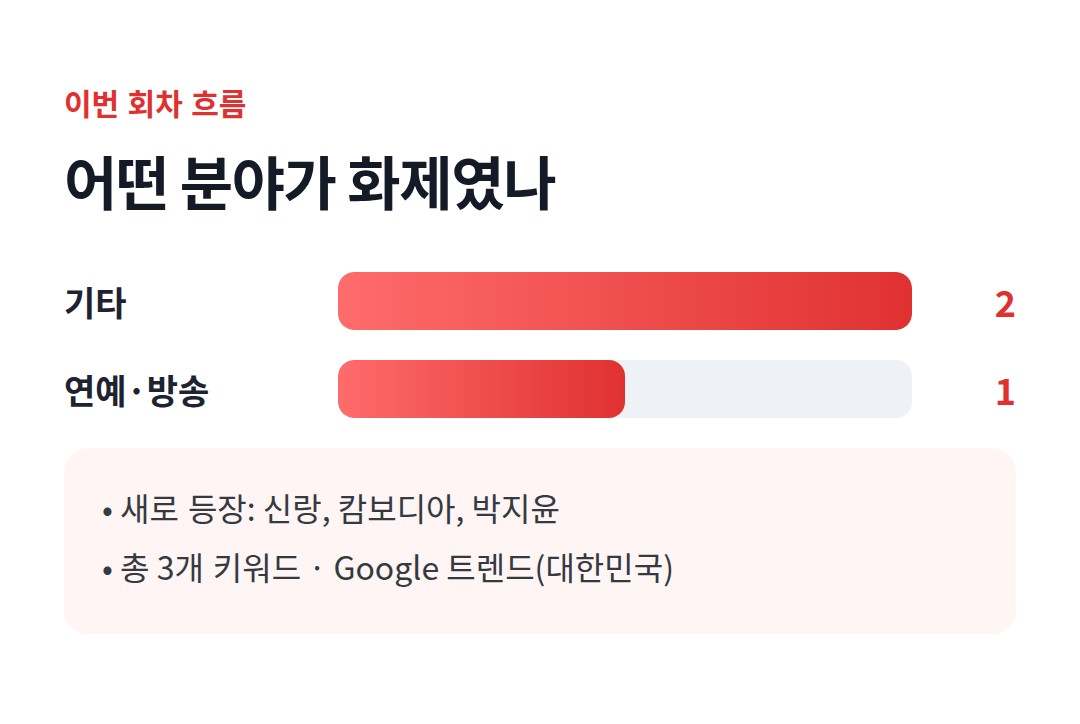 이번 회차 흐름
어떤 분야가 화제였나
기타 2
연예·방송 1
• 새로 등장: 신랑, 캄보디아, 박지윤
• 총 3개 키워드 · Google 트렌드(대한민국)